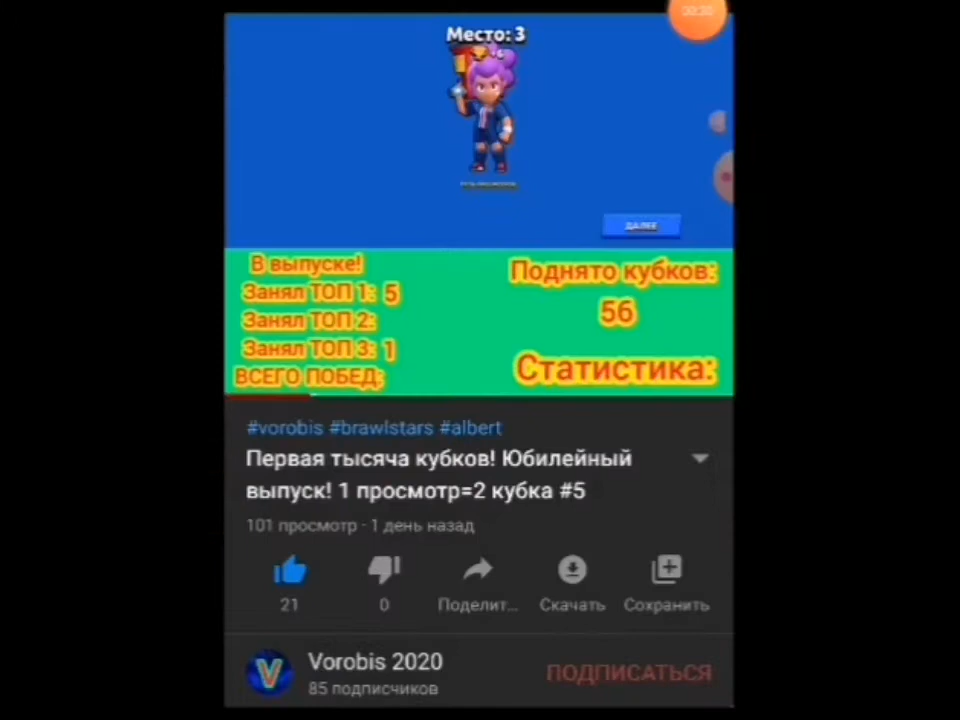 00:20
Место: 3
ДАЛЕЕ
В выпуске!
Занял ТОП 1: 5
Занял ТОП 2:
Занял ТОП 3: 1
ВСЕГО ПОБЕД:
Поднято кубков:
56
Статистика:
#vorobis #brawlstars #albert
Первая тысяча кубков! Юбилейный
выпуск! 1 просмотр=2 кубка #5
101 просмотр · 1 день назад
21
0
Поделит...
Скачать
Сохранить
V
Vorobis 2020
85 подписчиков
ПОДПИСАТЬСЯ